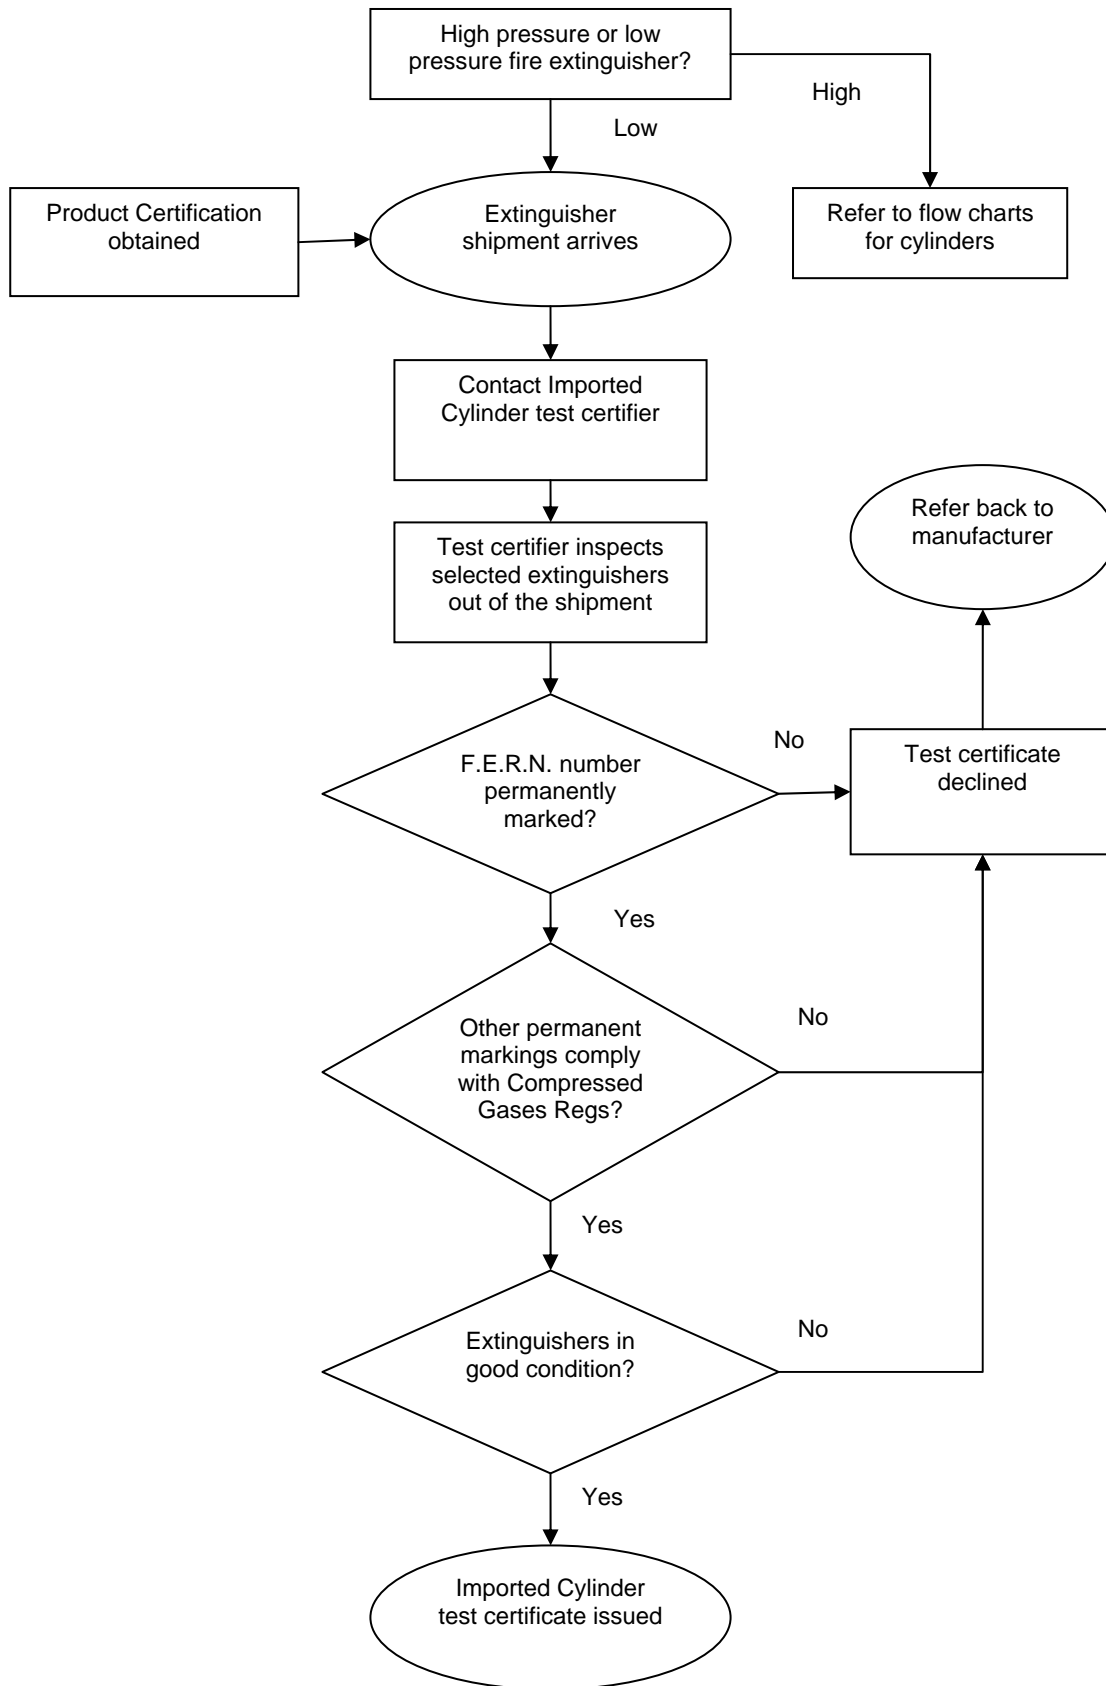 High pressure or low
pressure fire extinguisher?
High
Low
Product Certification
obtained
Extinguisher
shipment arrives
Refer to flow charts
for cylinders
Contact Imported
Cylinder test certifier
Refer back to
manufacturer
Test certifier inspects
selected extinguishers
out of the shipment
No
F.E.R.N. number
permanently
marked?
Test certificate
declined
Yes
Other permanent
markings comply
with Compressed
Gases Regs?
No
Yes
Extinguishers in
good condition?
No
Yes
Imported Cylinder
test certificate issued